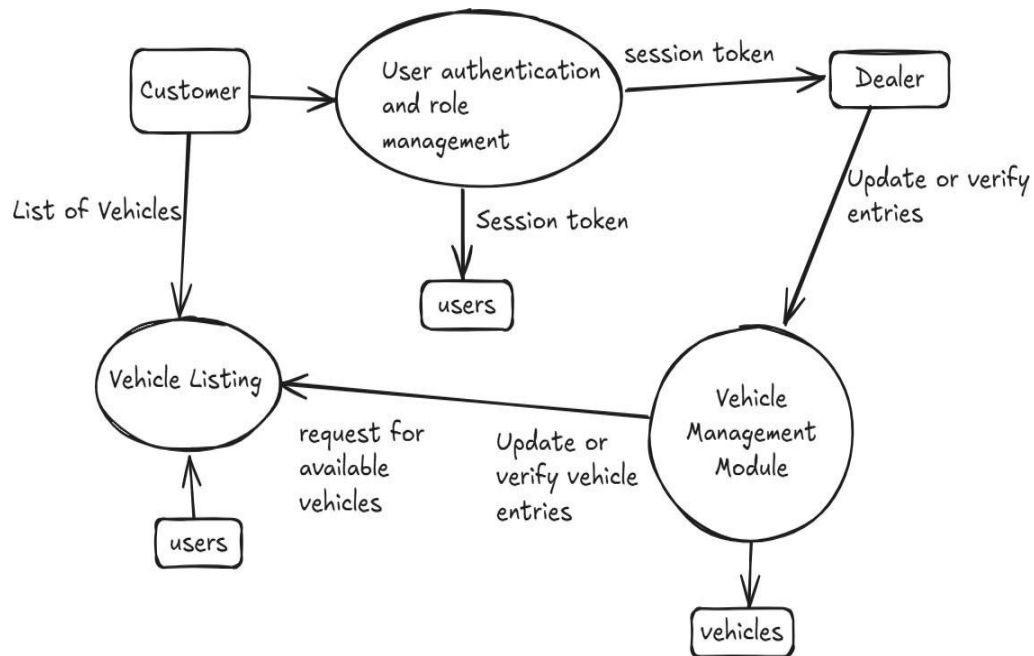 Customer
User authentication
and role
management
session token
Dealer
List of Vehicles
Session token
users
Update or verify
entries
Vehicle Listing
request for
available
vehicles
Update or
verify vehicle
entries
Vehicle
Management
Module
users
vehicles